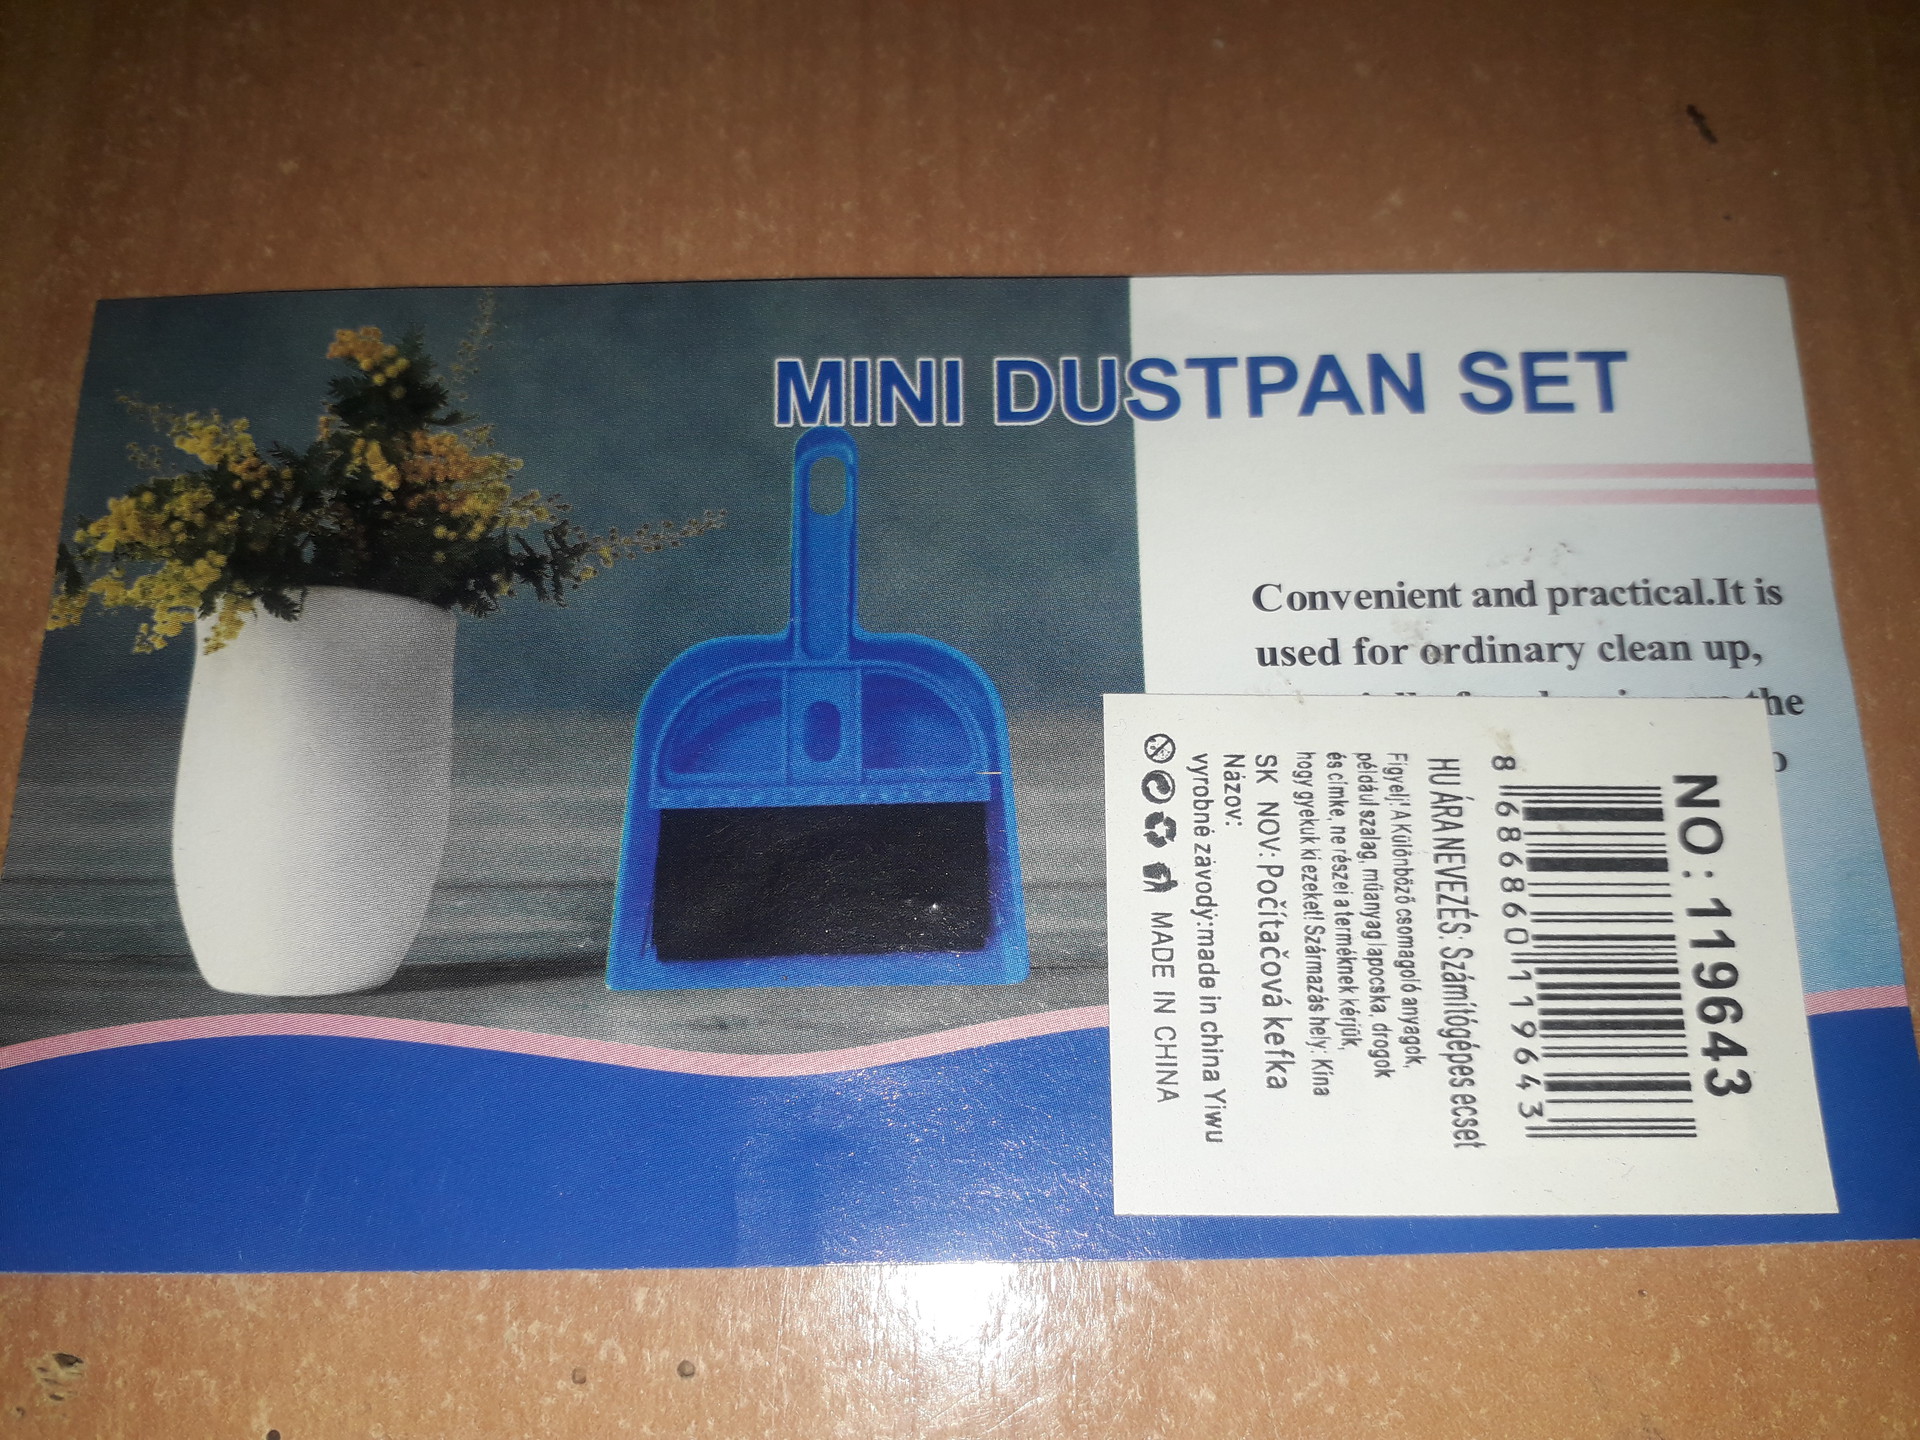 MINI DUSTPAN SET
Convenient and practical.It is
used for ordinary clean up,
the
NO: 119643
8 686860 119643
HU ÁRANEVEZÉS: Számítógépes ecset
Figyelj! A Különböző csomagoló anyagok,
például szalag, műanyag lapocska, drogok
és címke, ne részei a terméknek kérjük,
hogy gyekuk ki ezeket! Származás hely: Kína
SK NOV: Počítačová kefka
Názov:
vyrobné závody:made in china Yiwu
MADE IN CHINA